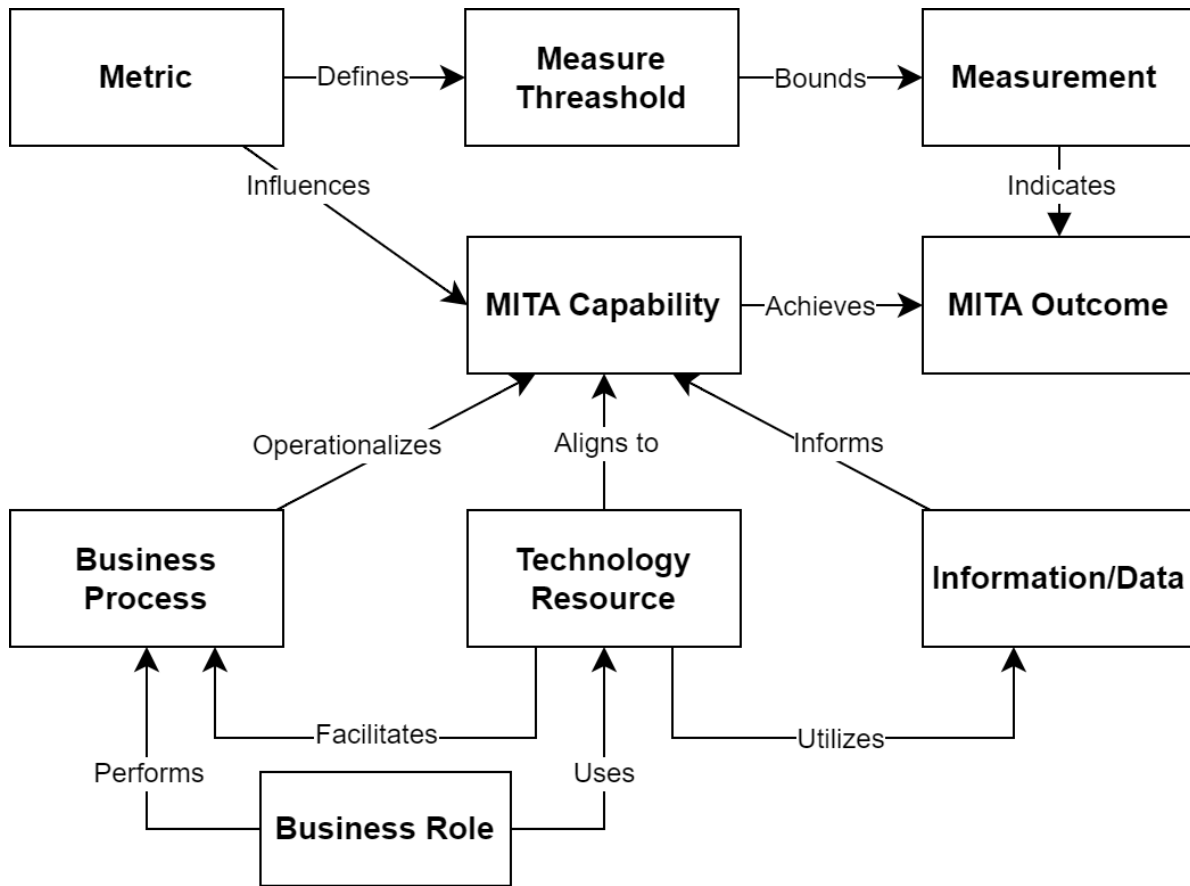 Metric
Defines
Measure
Threashold
Bounds
Measurement
Influences
Indicates
MITA Capability
Achieves
MITA Outcome
Operationalizes
Aligns to
Informs
Business
Process
Technology
Resource
Information/Data
Facilitates
Utilizes
Performs
Uses
Business Role